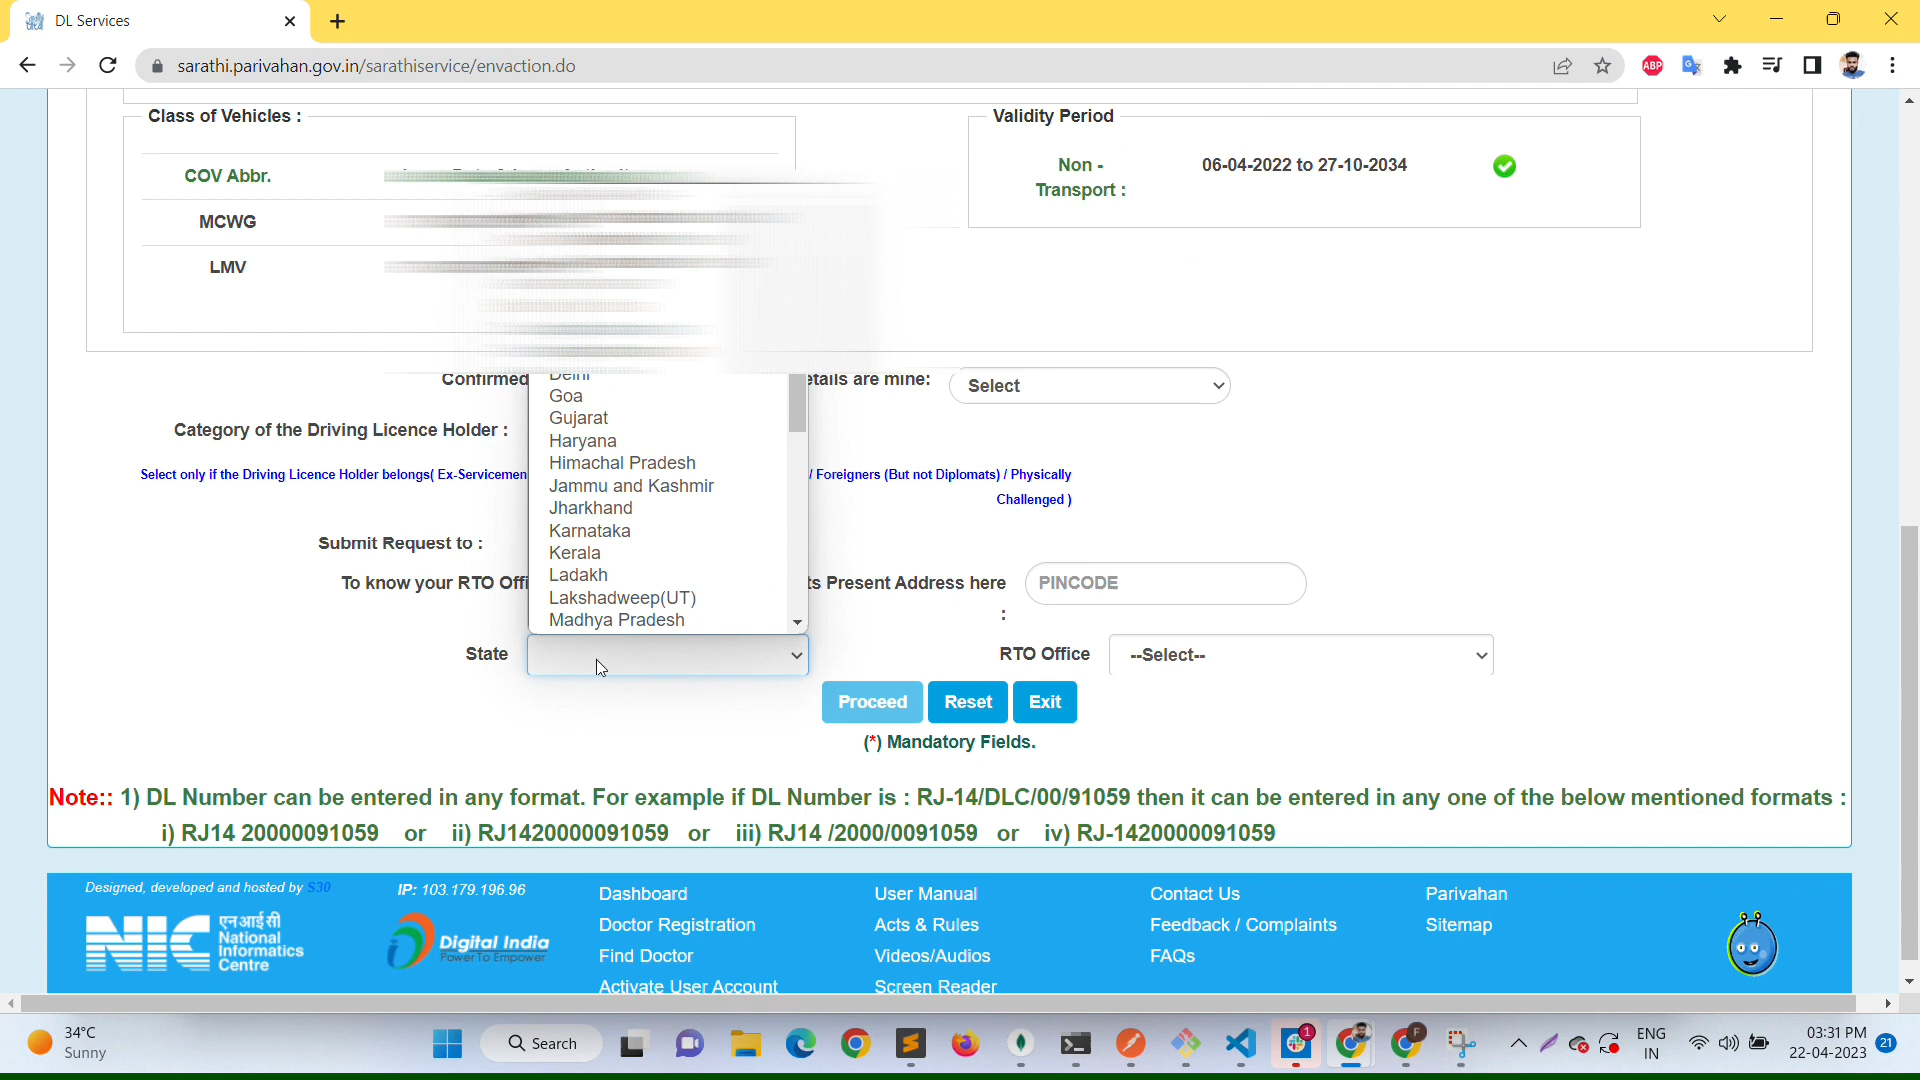 DL Services
sarathi.parivahan.gov.in/sarathiservice/envaction.do
ABP
Class of Vehicles :
Validity Period
COV Abbr.
MCWG
LMV
Non -
Transport :
06-04-2022 to 27-10-2034
Confirmed
etails are mine:
Select
Delhi
Goa
Gujarat
Haryana
Himachal Pradesh
Jammu and Kashmir
Jharkhand
Karnataka
Kerala
Ladakh
Lakshadweep(UT)
Madhya Pradesh
Category of the Driving Licence Holder :
Select only if the Driving Licence Holder belongs( Ex-Servicemen
/ Foreigners (But not Diplomats) / Physically
Challenged )
Submit Request to :
To know your RTO Offi
ts Present Address here
:
PINCODE
State
RTO Office
--Select--
Proceed
Reset
Exit
(*) Mandatory Fields.
Note:: 1) DL Number can be entered in any format. For example if DL Number is : RJ-14/DLC/00/91059 then it can be entered in any one of the below mentioned formats :
i) RJ14 20000091059 or ii) RJ1420000091059 or iii) RJ14 /2000/0091059 or iv) RJ-1420000091059
Designed, developed and hosted by S30
IP: 103.179.196.96
NIC
एन आई सी
National
Informatics
Centre
Digital India
Power To Empower
Dashboard
Doctor Registration
Find Doctor
Activate User Account
User Manual
Acts & Rules
Videos/Audios
Screen Reader
Contact Us
Feedback / Complaints
FAQs
Parivahan
Sitemap
34°C
Sunny
Search
1
F
ENG
IN
03:31 PM
22-04-2023
21